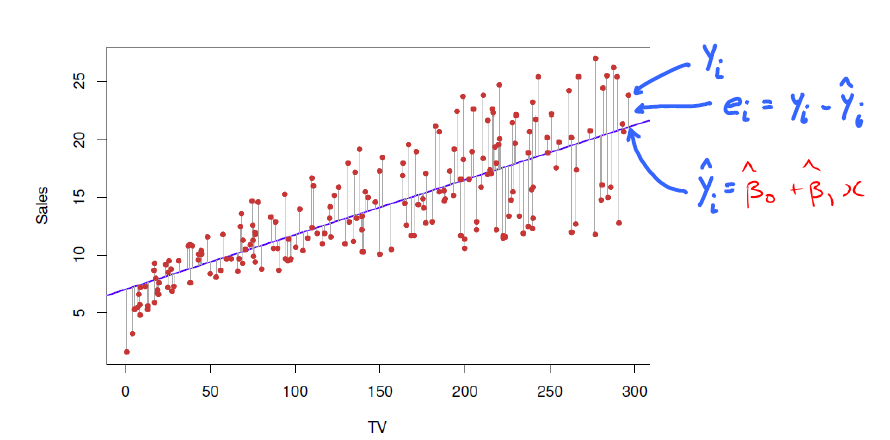 yᵢ
eᵢ = yᵢ - ŷᵢ
ŷᵢ = β̂₀ + β̂₁ x
Sales
25
20
15
10
5
0 50 100 150 200 250 300
TV